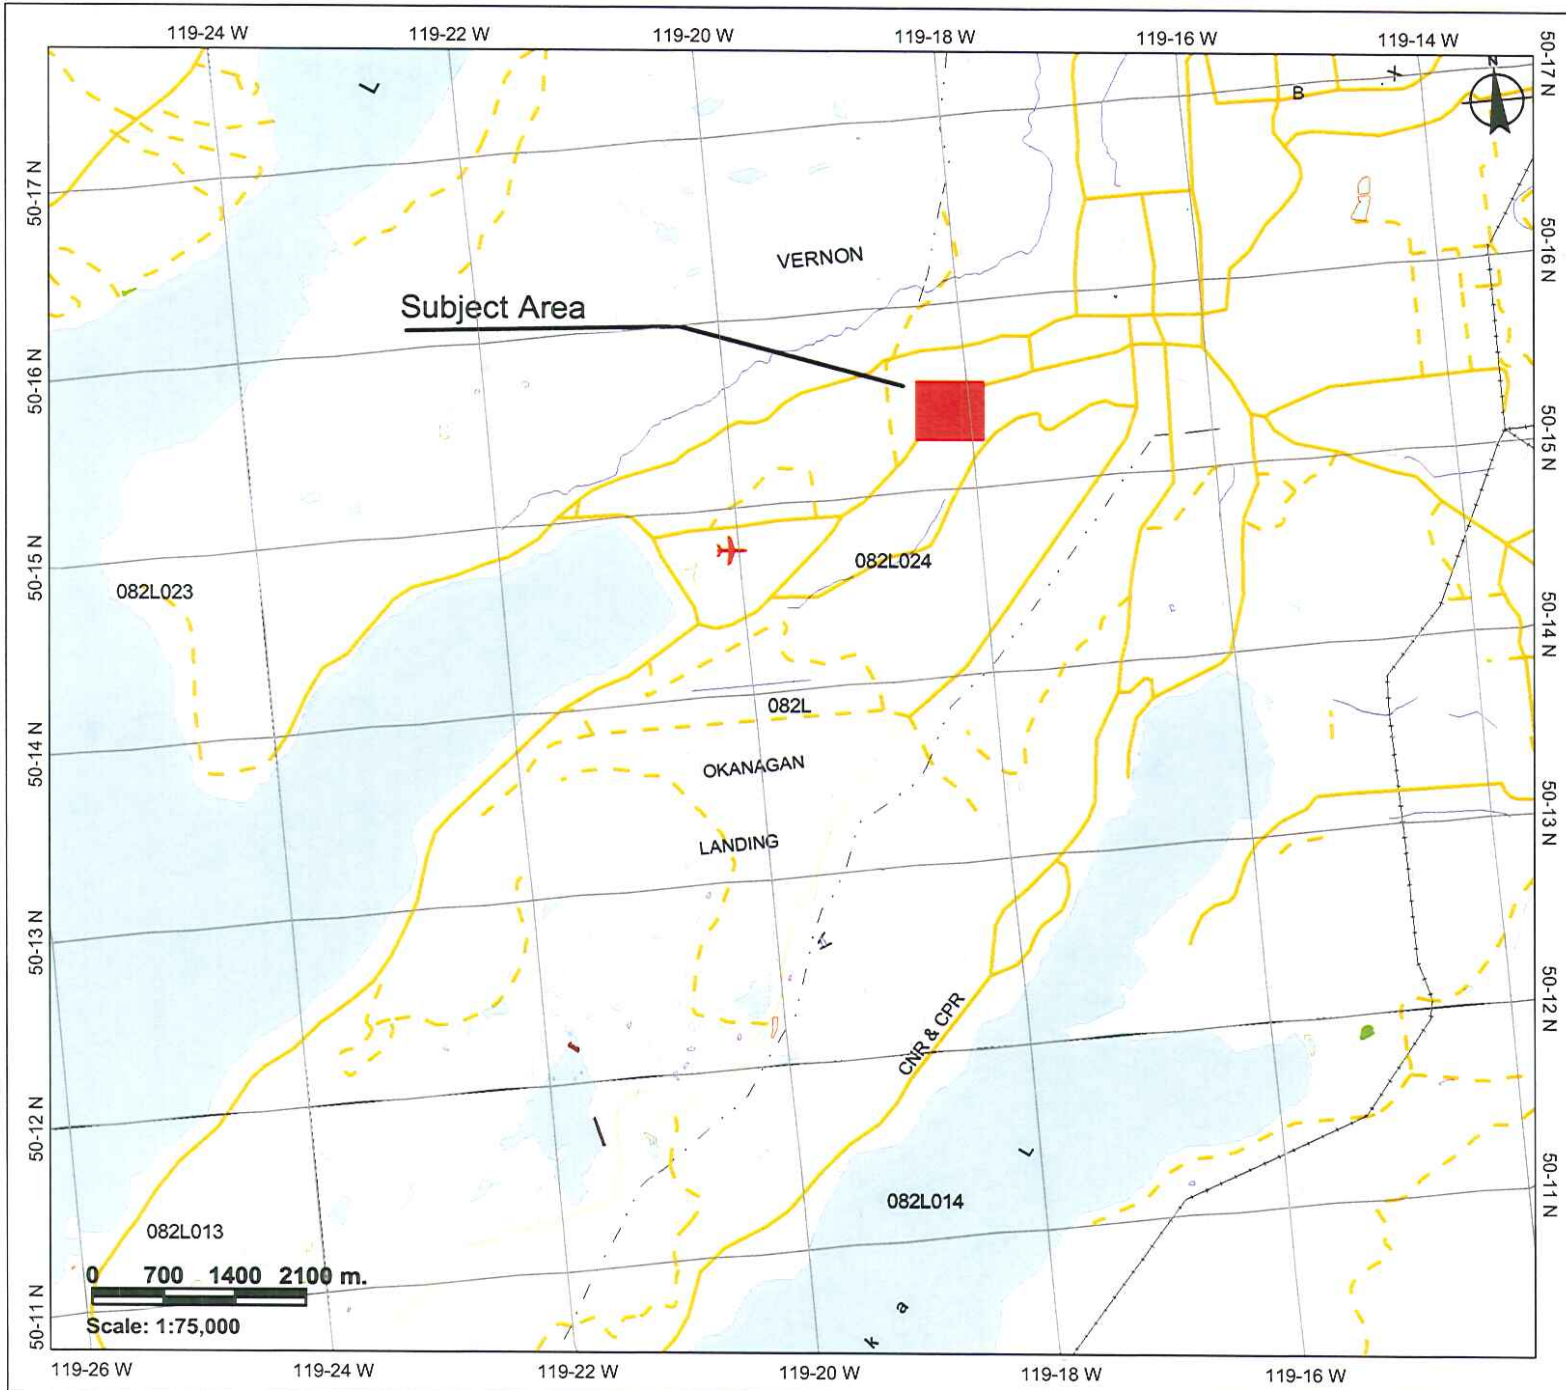 119-24 W
119-22 W
119-20 W
119-18 W
119-16 W
119-14 W
50-17 N
N
L
X
B
50-17 N
VERNON
50-16 N
Subject Area
50-16 N
50-15 N
50-15 N
082L024
082L023
50-14 N
082L
50-14 N
OKANAGAN
50-13 N
LANDING
50-13 N
50-12 N
CNR & CPR
50-12 N
L
50-11 N
082L014
082L013
0 700 1400 2100 m.
a
50-11 N
Scale: 1:75,000
k
119-26 W
119-24 W
119-22 W
119-20 W
119-18 W
119-16 W